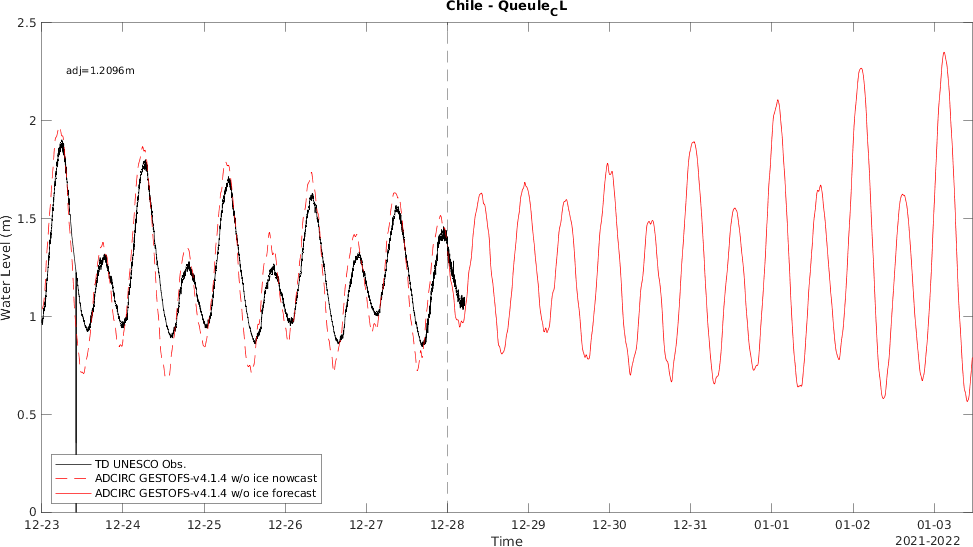 Chile - Queule_CL
2.5
adj=1.2096m
2
1.5
Water Level (m)
1
0.5
TD UNESCO Obs.
ADCIRC GESTOFS-v4.1.4 w/o ice nowcast
ADCIRC GESTOFS-v4.1.4 w/o ice forecast
0
12-23 12-24 12-25 12-26 12-27 12-28 12-29 12-30 12-31 01-01 01-02 01-03
Time
2021-2022